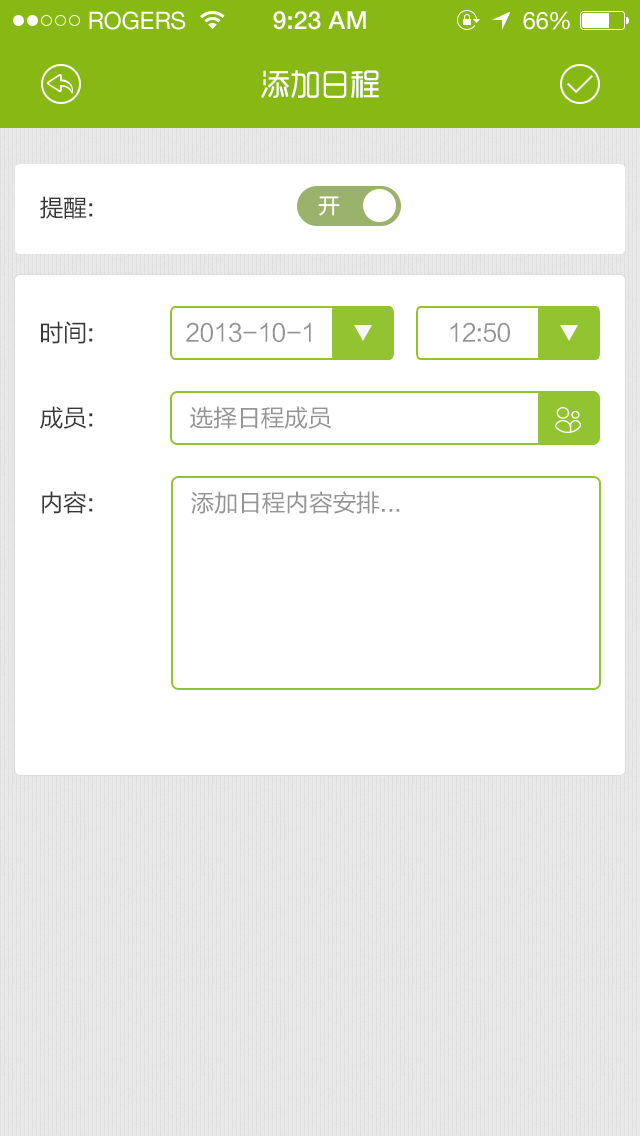 ROGERS 9:23 AM 66%
添加日程
提醒: 开
时间: 2013-10-1 12:50
成员: 选择日程成员
内容: 添加日程内容安排...